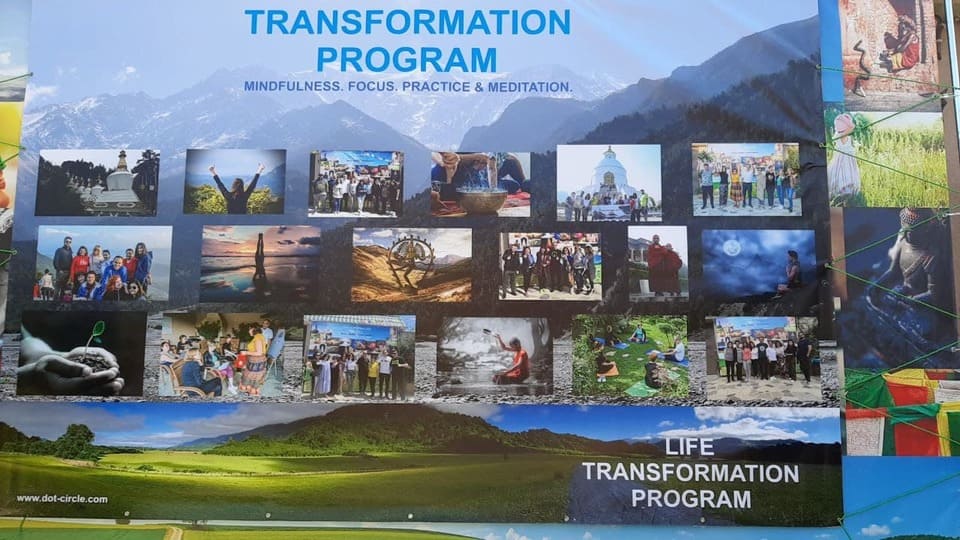 TRANSFORMATION
PROGRAM
MINDFULNESS. FOCUS. PRACTICE & MEDITATION.
LIFE
TRANSFORMATION
PROGRAM
www.dot-circle.com